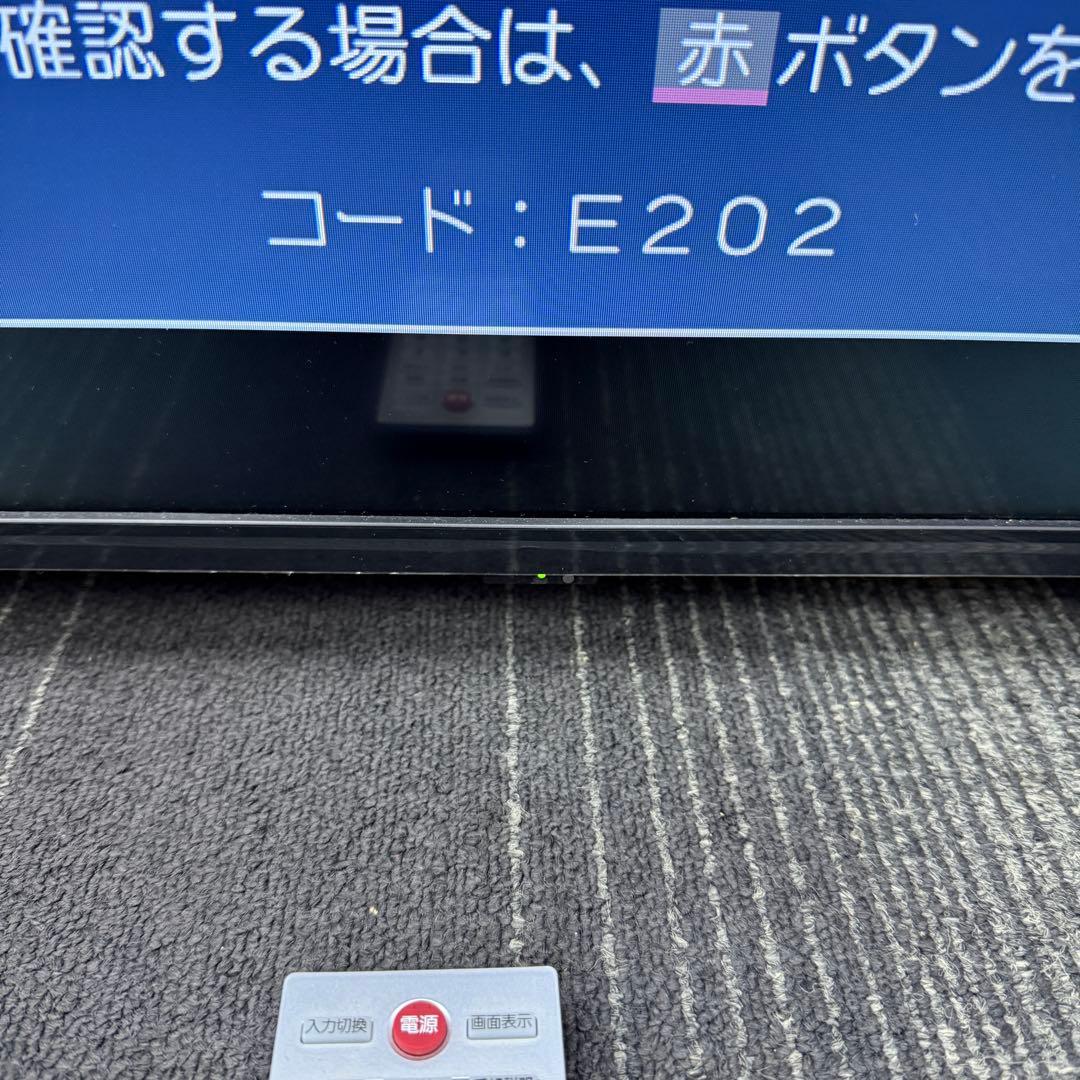 確認する場合は、 赤 ボタンを
コード：E202
入力切換 電源 画面表示